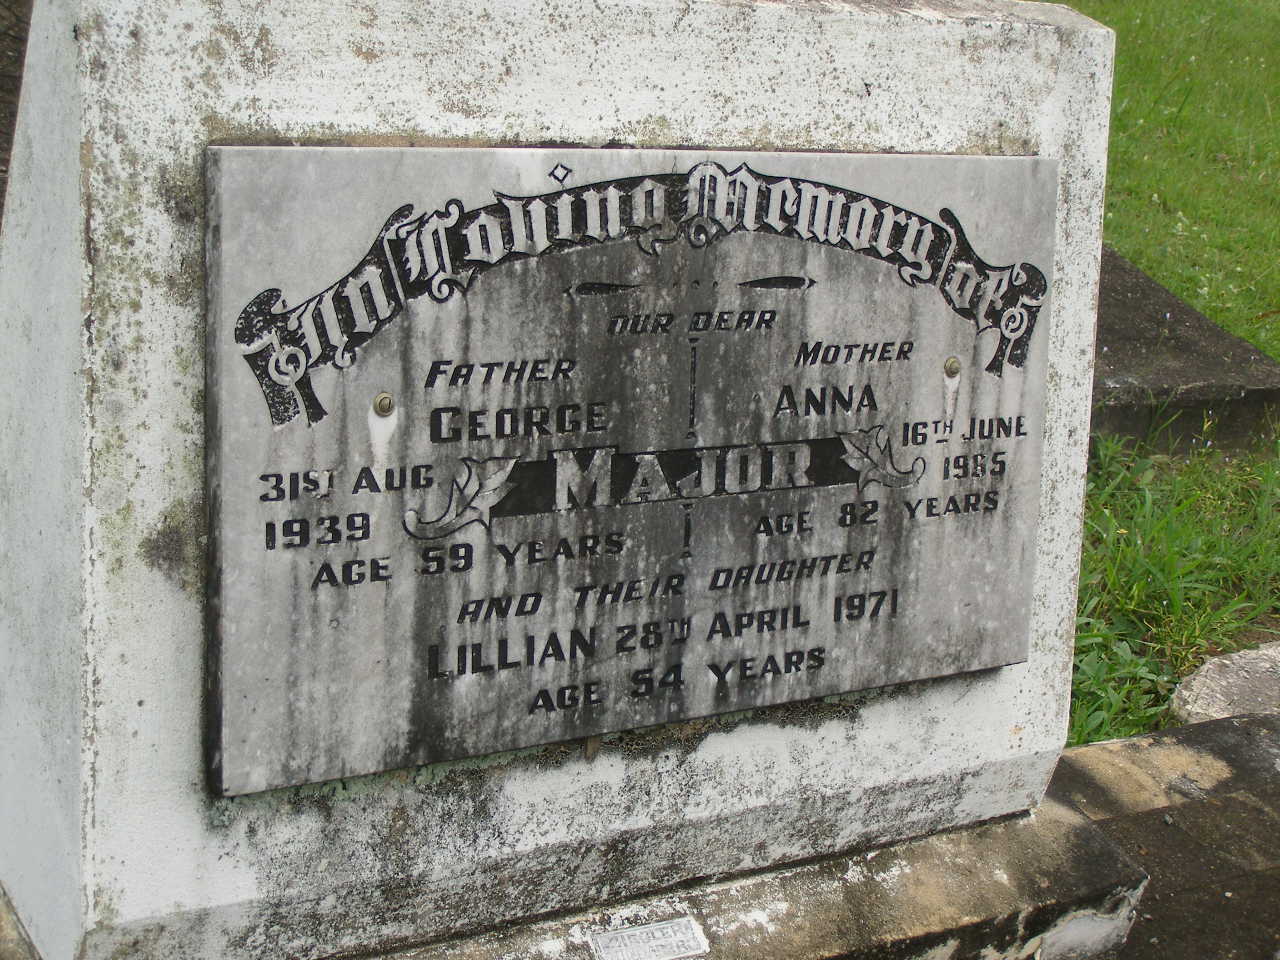 In Loving Memory of
OUR DEAR
FATHER
GEORGE
MOTHER
ANNA
MAJOR
31ST AUG
1939
AGE 59 YEARS
16TH JUNE
1965
AGE 82 YEARS
AND THEIR DAUGHTER
LILLIAN 28TH APRIL 1971
AGE 54 YEARS
ZIEGLER